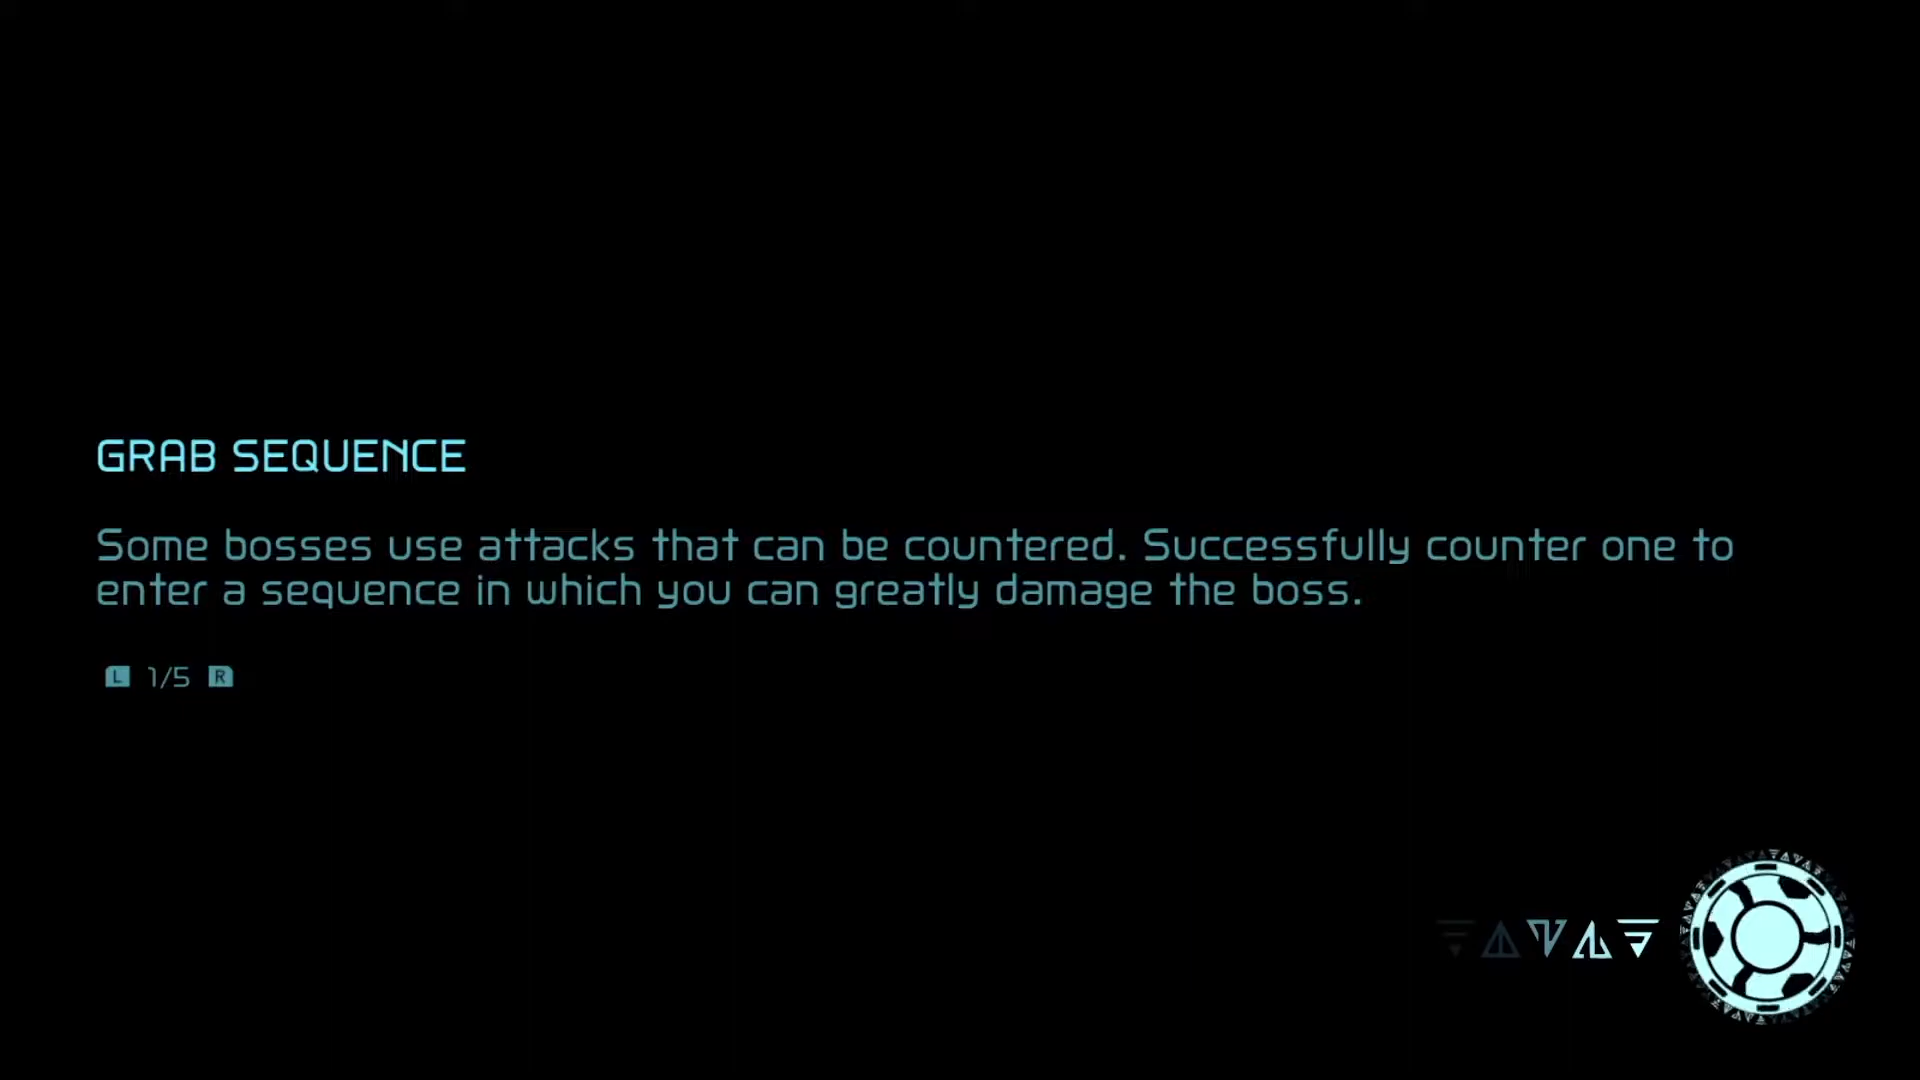 GRAB SEQUENCE
Some bosses use attacks that can be countered. Successfully counter one to
enter a sequence in which you can greatly damage the boss.
L 1/5 R